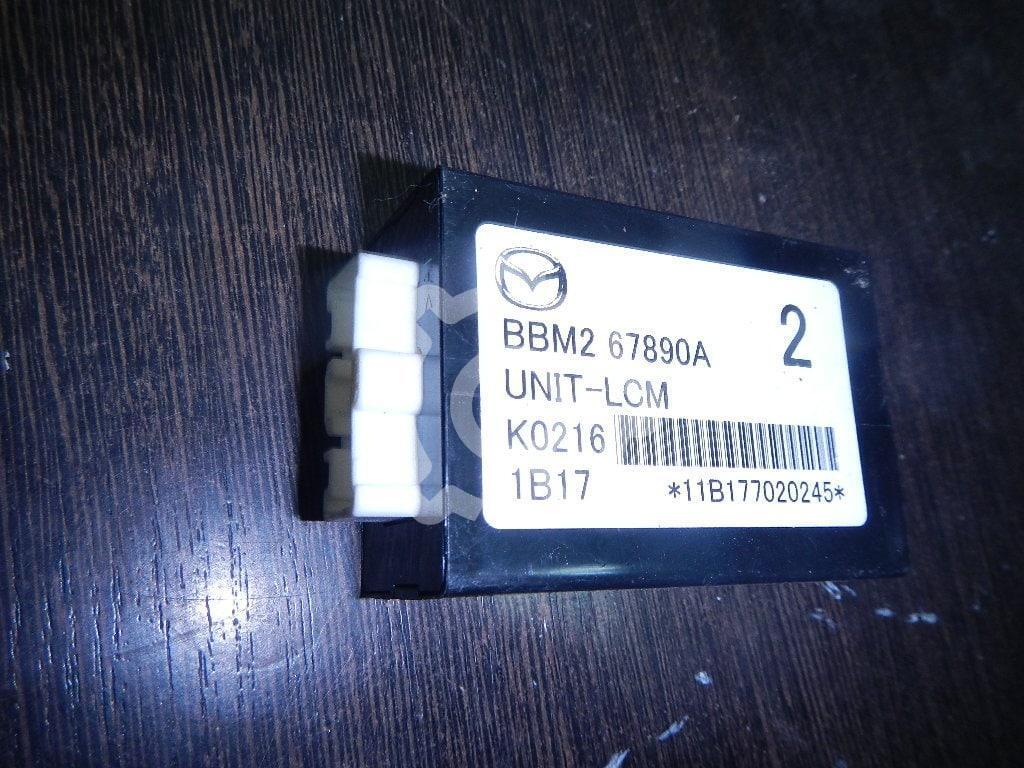 BBM2 67890A 2
UNIT-LCM
K0216
1B17 *11B177020245*